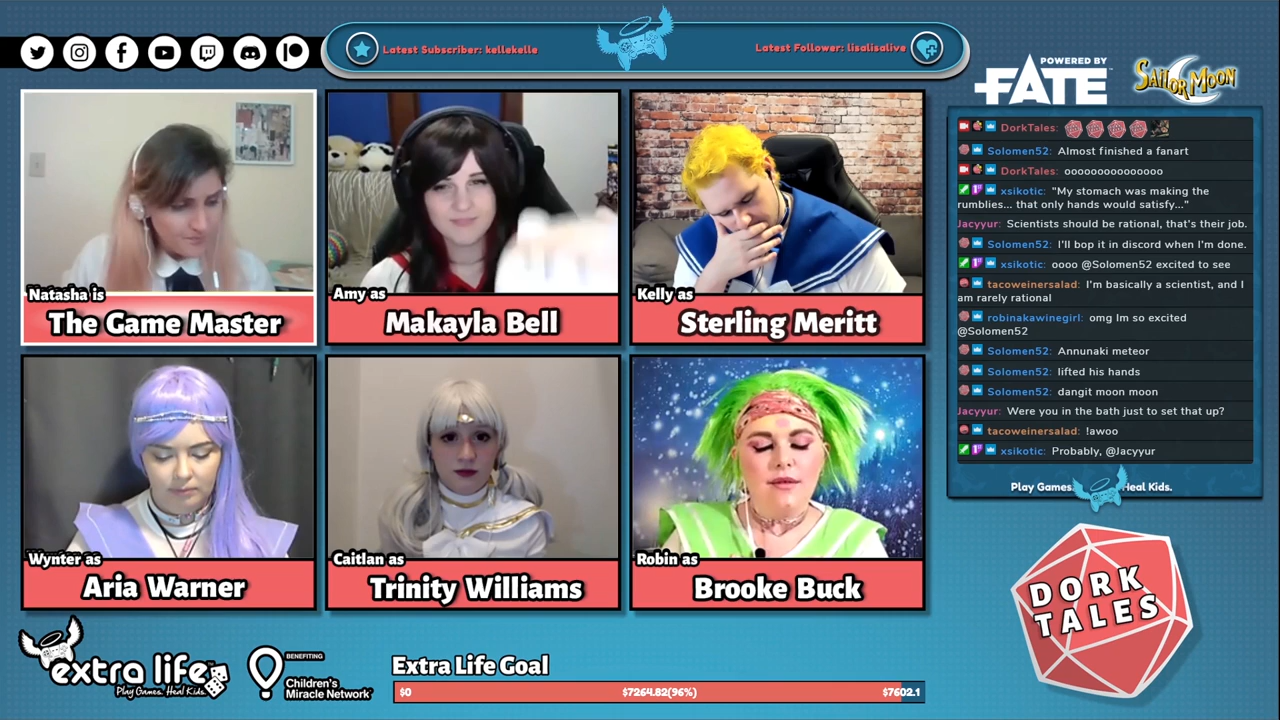 Latest Subscriber: kellekelle
Latest Follower: lisalisalive
POWERED BY
FATE
SAILOR MOON
Natasha is
The Game Master
Amy as
Makayla Bell
Kelly as
Sterling Meritt
Wynter as
Aria Warner
Caitlan as
Trinity Williams
Robin as
Brooke Buck
DorkTales:
Solomen52: Almost finished a fanart
DorkTales: ooooooooooooooo
xsikotic: "My stomach was making the
rumblies... that only hands would satisfy..."
Jacyyur: Scientists should be rational, that's their job.
Solomen52: I'll bop it in discord when I'm done.
xsikotic: oooo @Solomen52 excited to see
tacoweinersalad: I'm basically a scientist, and I
am rarely rational
robinakawinegirl: omg Im so excited
@Solomen52
Solomen52: Annunaki meteor
Solomen52: lifted his hands
Solomen52: dangit moon moon
Jacyyur: Were you in the bath just to set that up?
tacoweinersalad: !awoo
xsikotic: Probably, @Jacyyur
Play Games. Heal Kids.
DORK
TALES
extra life
Play Games. Heal Kids.
BENEFITING
Children's
Miracle Network
Extra Life Goal
$0 $7264.82(96%) $7602.1